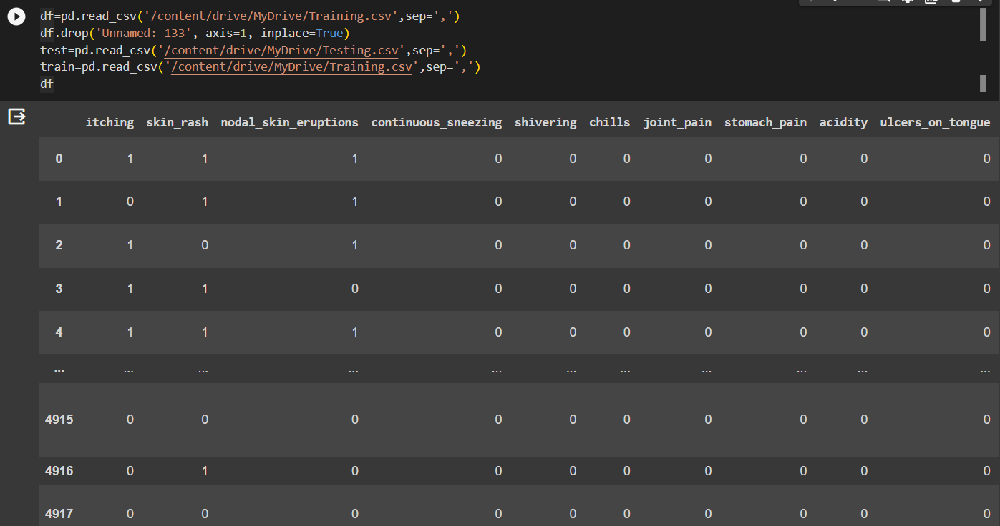 df=pd.read_csv('/content/drive/MyDrive/Training.csv',sep=',')
df.drop('Unnamed: 133', axis=1, inplace=True)
test=pd.read_csv('/content/drive/MyDrive/Testing.csv',sep=',')
train=pd.read_csv('/content/drive/MyDrive/Training.csv',sep=',')
df
itching skin_rash nodal_skin_eruptions continuous_sneezing shivering chills joint_pain stomach_pain acidity ulcers_on_tongue
0 1 1 1 0 0 0 0 0 0 0
1 0 1 1 0 0 0 0 0 0 0
2 1 0 1 0 0 0 0 0 0 0
3 1 1 0 0 0 0 0 0 0 0
4 1 1 1 0 0 0 0 0 0 0
... ... ... ... ... ... ... ... ... ... ...
4915 0 0 0 0 0 0 0 0 0 0
4916 0 1 0 0 0 0 0 0 0 0
4917 0 0 0 0 0 0 0 0 0 0